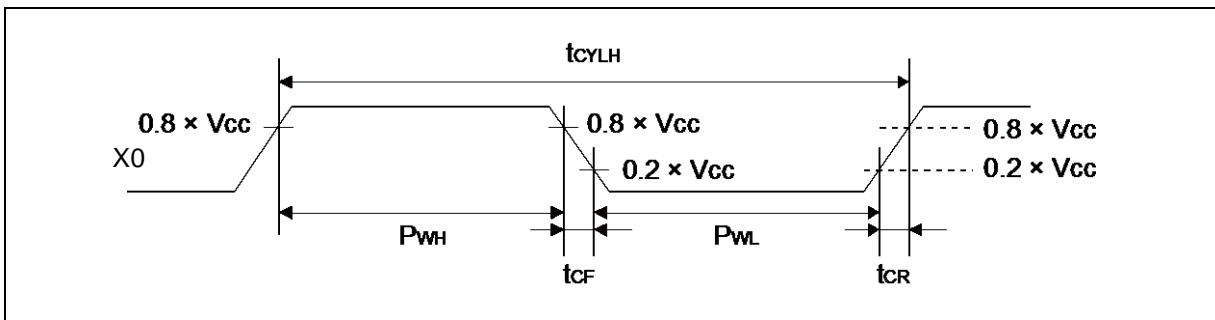 tCYLH
0.8 × VCC
0.8 × VCC
0.8 × VCC
X0
0.2 × VCC
0.2 × VCC
PWH
PWL
tCF
tCR